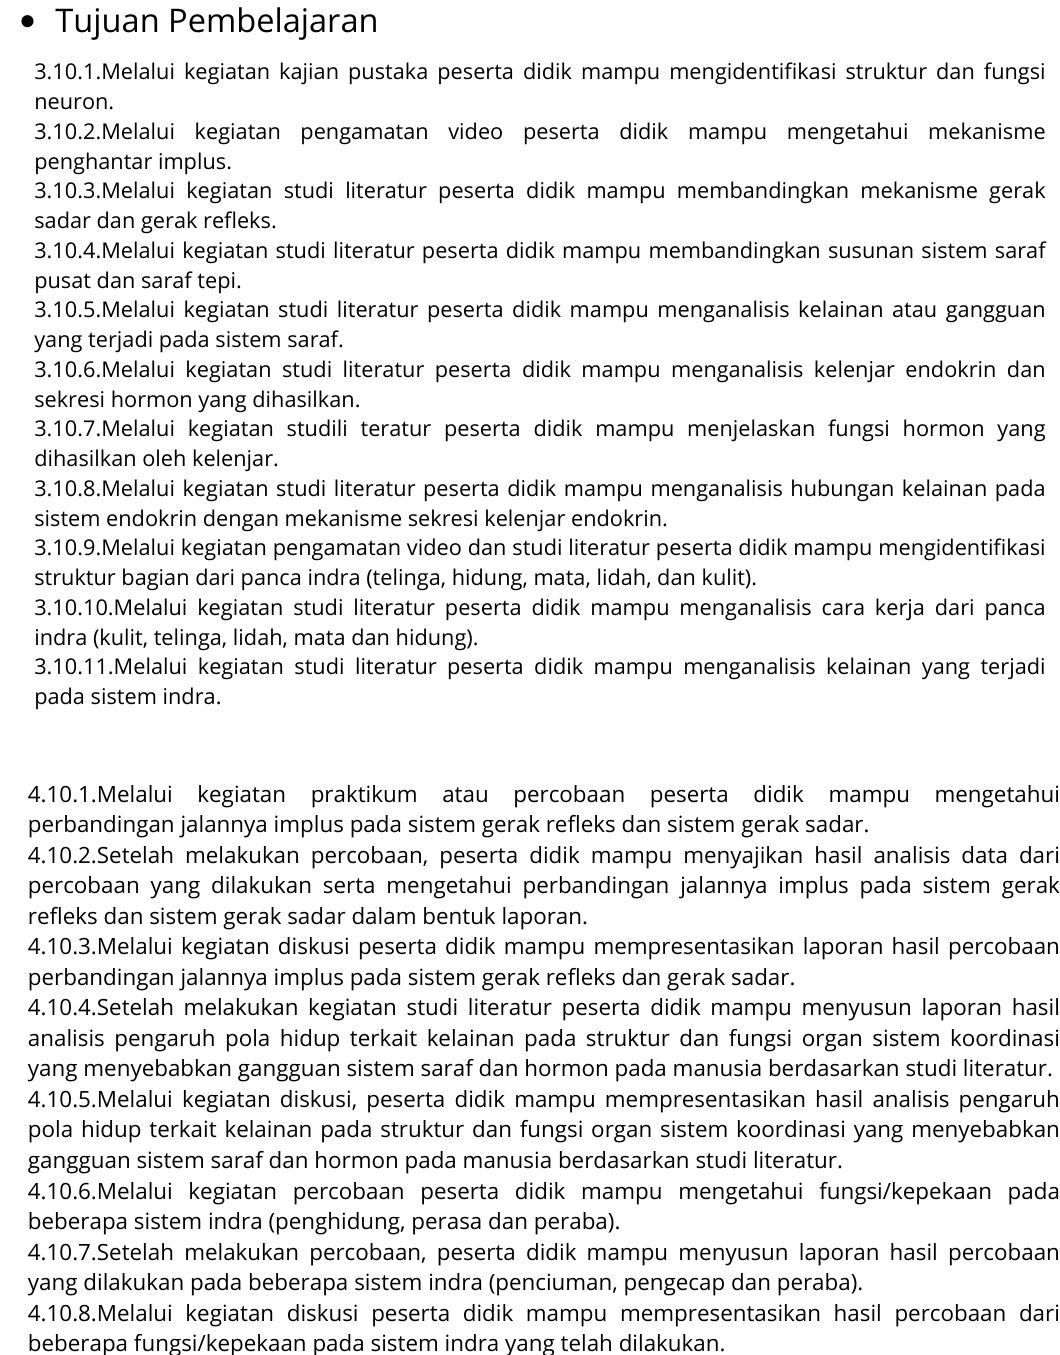 • Tujuan Pembelajaran
3.10.1.Melalui kegiatan kajian pustaka peserta didik mampu mengidentifikasi struktur dan fungsi
neuron.
3.10.2.Melalui kegiatan pengamatan video peserta didik mampu mengetahui mekanisme
penghantar implus.
3.10.3.Melalui kegiatan studi literatur peserta didik mampu membandingkan mekanisme gerak
sadar dan gerak refleks.
3.10.4.Melalui kegiatan studi literatur peserta didik mampu membandingkan susunan sistem saraf
pusat dan saraf tepi.
3.10.5.Melalui kegiatan studi literatur peserta didik mampu menganalisis kelainan atau gangguan
yang terjadi pada sistem saraf.
3.10.6.Melalui kegiatan studi literatur peserta didik mampu menganalisis kelenjar endokrin dan
sekresi hormon yang dihasilkan.
3.10.7.Melalui kegiatan studili teratur peserta didik mampu menjelaskan fungsi hormon yang
dihasilkan oleh kelenjar.
3.10.8.Melalui kegiatan studi literatur peserta didik mampu menganalisis hubungan kelainan pada
sistem endokrin dengan mekanisme sekresi kelenjar endokrin.
3.10.9.Melalui kegiatan pengamatan video dan studi literatur peserta didik mampu mengidentifikasi
struktur bagian dari panca indra (telinga, hidung, mata, lidah, dan kulit).
3.10.10.Melalui kegiatan studi literatur peserta didik mampu menganalisis cara kerja dari panca
indra (kulit, telinga, lidah, mata dan hidung).
3.10.11.Melalui kegiatan studi literatur peserta didik mampu menganalisis kelainan yang terjadi
pada sistem indra.
4.10.1.Melalui kegiatan praktikum atau percobaan peserta didik mampu mengetahui
perbandingan jalannya implus pada sistem gerak refleks dan sistem gerak sadar.
4.10.2.Setelah melakukan percobaan, peserta didik mampu menyajikan hasil analisis data dari
percobaan yang dilakukan serta mengetahui perbandingan jalannya implus pada sistem gerak
refleks dan sistem gerak sadar dalam bentuk laporan.
4.10.3.Melalui kegiatan diskusi peserta didik mampu mempresentasikan laporan hasil percobaan
perbandingan jalannya implus pada sistem gerak refleks dan gerak sadar.
4.10.4.Setelah melakukan kegiatan studi literatur peserta didik mampu menyusun laporan hasil
analisis pengaruh pola hidup terkait kelainan pada struktur dan fungsi organ sistem koordinasi
yang menyebabkan gangguan sistem saraf dan hormon pada manusia berdasarkan studi literatur.
4.10.5.Melalui kegiatan diskusi, peserta didik mampu mempresentasikan hasil analisis pengaruh
pola hidup terkait kelainan pada struktur dan fungsi organ sistem koordinasi yang menyebabkan
gangguan sistem saraf dan hormon pada manusia berdasarkan studi literatur.
4.10.6.Melalui kegiatan percobaan peserta didik mampu mengetahui fungsi/kepekaan pada
beberapa sistem indra (penghidung, perasa dan peraba).
4.10.7.Setelah melakukan percobaan, peserta didik mampu menyusun laporan hasil percobaan
yang dilakukan pada beberapa sistem indra (penciuman, pengecap dan peraba).
4.10.8.Melalui kegiatan diskusi peserta didik mampu mempresentasikan hasil percobaan dari
beberapa fungsi/kepekaan pada sistem indra yang telah dilakukan.